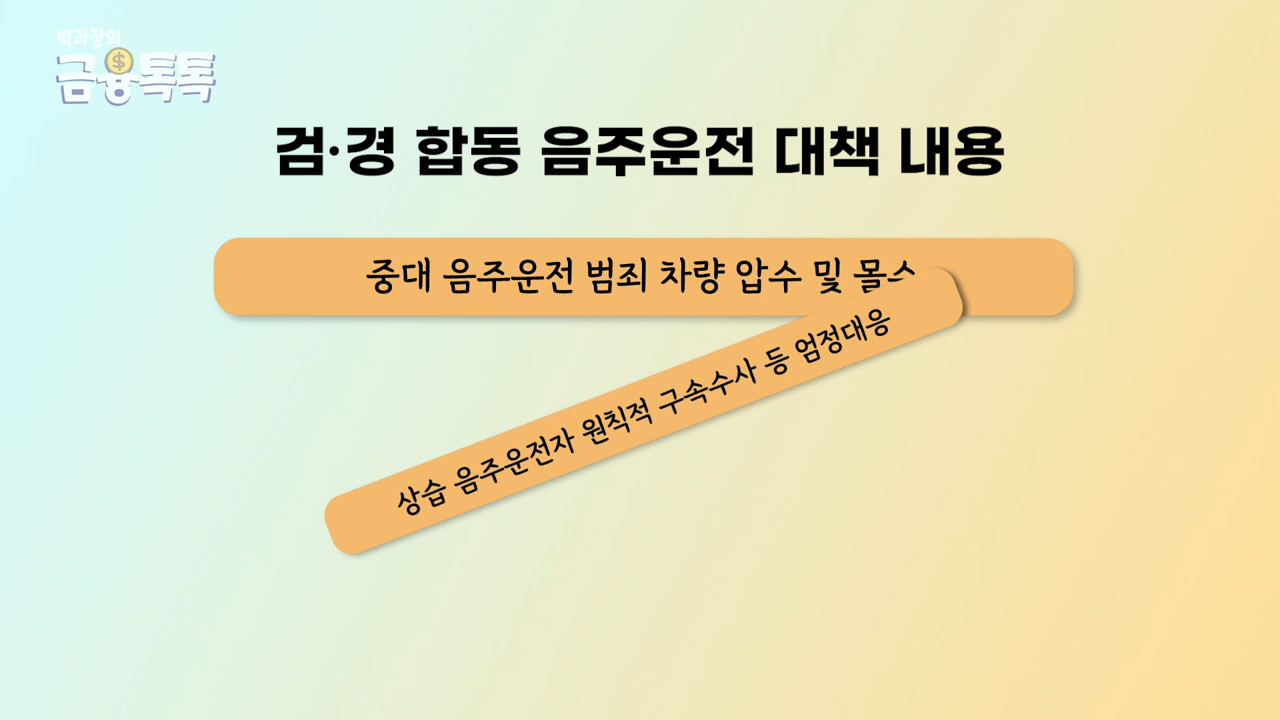 박과장의
금융톡톡
검·경 합동 음주운전 대책 내용
중대 음주운전 범죄 차량 압수 및 몰수
상습 음주운전자 원칙적 구속수사 등 엄정대응